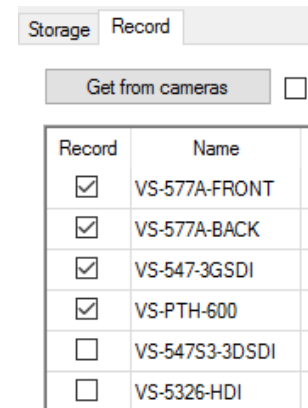 Storage Record
Get from cameras
Record Name
VS-577A-FRONT
VS-577A-BACK
VS-547-3GSDI
VS-PTH-600
VS-547S3-3DSDI
VS-5326-HDI